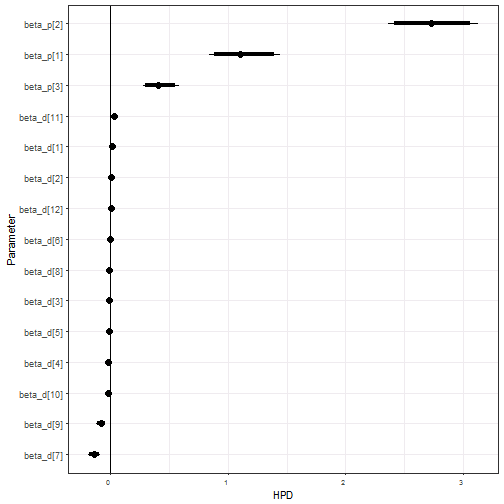 beta_p[2]
beta_p[1]
beta_p[3]
beta_d[11]
beta_d[1]
beta_d[2]
beta_d[12]
beta_d[6]
beta_d[8]
beta_d[3]
beta_d[5]
beta_d[4]
beta_d[10]
beta_d[9]
beta_d[7]
Parameter
0 1 2 3
HPD